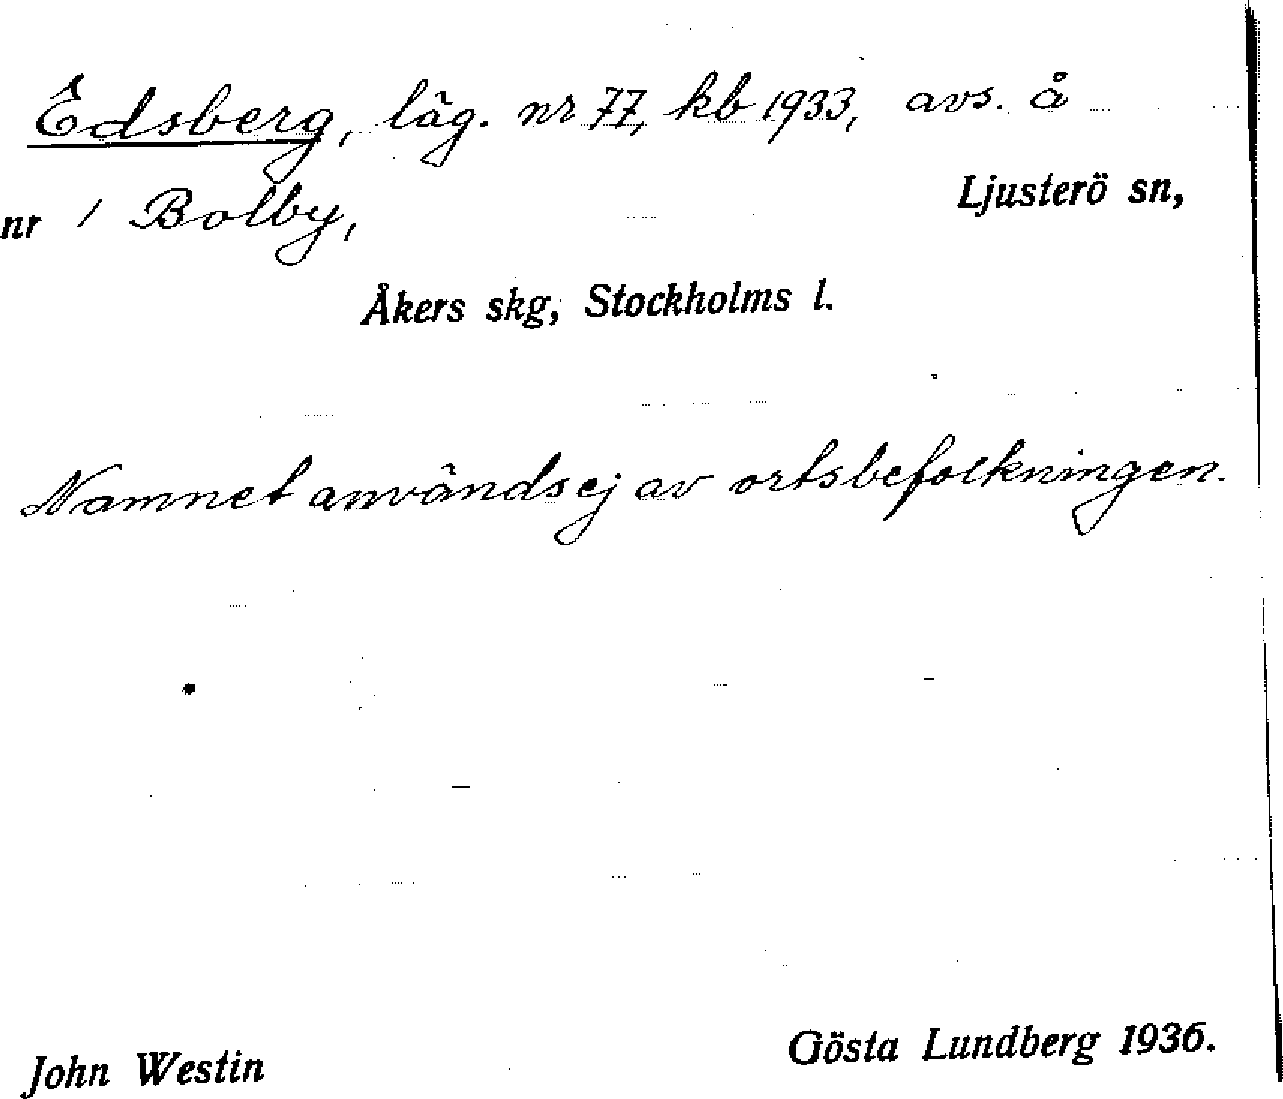 Edsberg, läg. nr 77, kb 1933, avs. å
nr 1 Bolby, Ljusterö sn,
Åkers skg, Stockholms l.
Namnet användes ej av ortsbefolkningen.
John Westin Gösta Lundberg 1936.